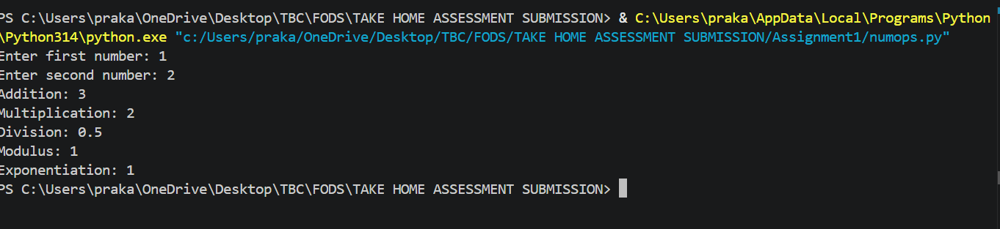 PS C:\Users\praka\OneDrive\Desktop\TBC\FODS\TAKE HOME ASSESSMENT SUBMISSION> & C:\Users\praka\AppData\Local\Programs\Python
\Python314\python.exe "c:/Users/praka/OneDrive/Desktop/TBC/FODS/TAKE HOME ASSESSMENT SUBMISSION/Assignment1/numops.py"
Enter first number: 1
Enter second number: 2
Addition: 3
Multiplication: 2
Division: 0.5
Modulus: 1
Exponentiation: 1
PS C:\Users\praka\OneDrive\Desktop\TBC\FODS\TAKE HOME ASSESSMENT SUBMISSION>